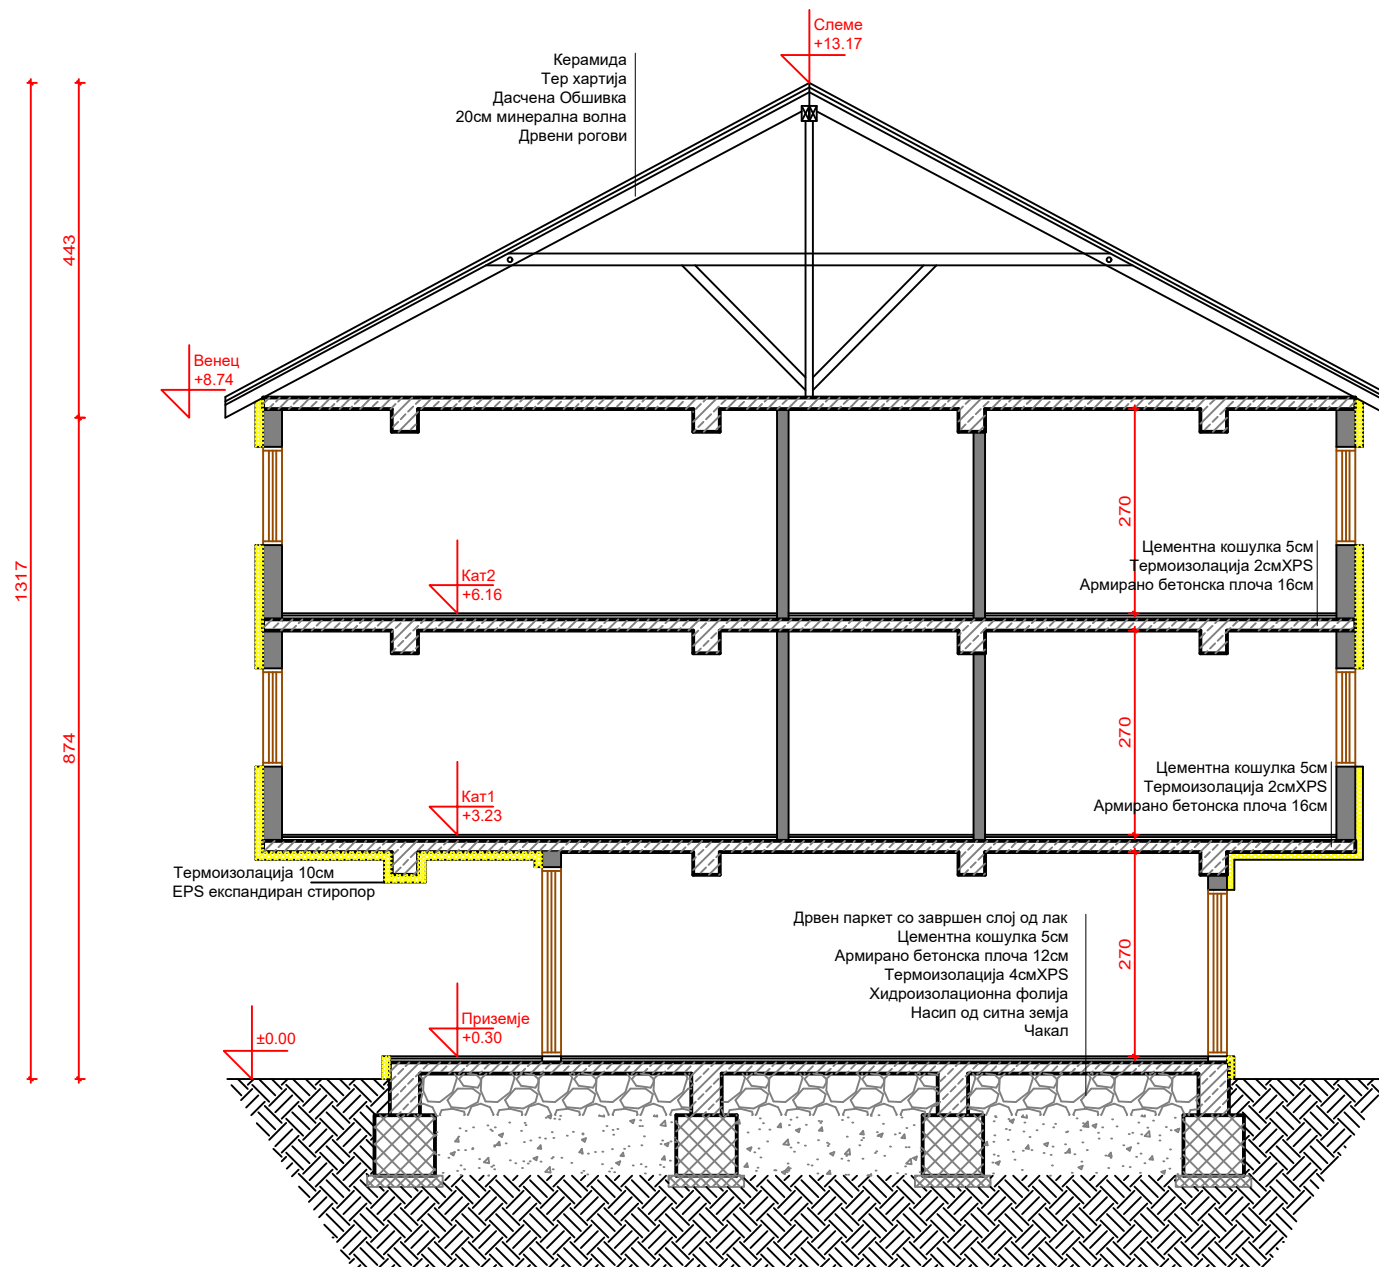 Слеме
+13.17
Керамида
Тер хартија
Дасчена Обшивка
20см минерална волна
Дрвени рогови
443
Венец
+8.74
270
Цементна кошулка 5см
Термоизолација 2смXPS
Армирано бетонска плоча 16см
Кат2
+6.16
1317
874
270
Цементна кошулка 5см
Термоизолација 2смXPS
Армирано бетонска плоча 16см
Кат1
+3.23
Термоизолација 10см
EPS експандиран стиропор
Дрвен паркет со завршен слој од лак
Цементна кошулка 5см
Армирано бетонска плоча 12см
Термоизолација 4смXPS
Хидроизолационна фолија
Насип од ситна земја
Чакал
270
Приземје
+0.30
±0.00